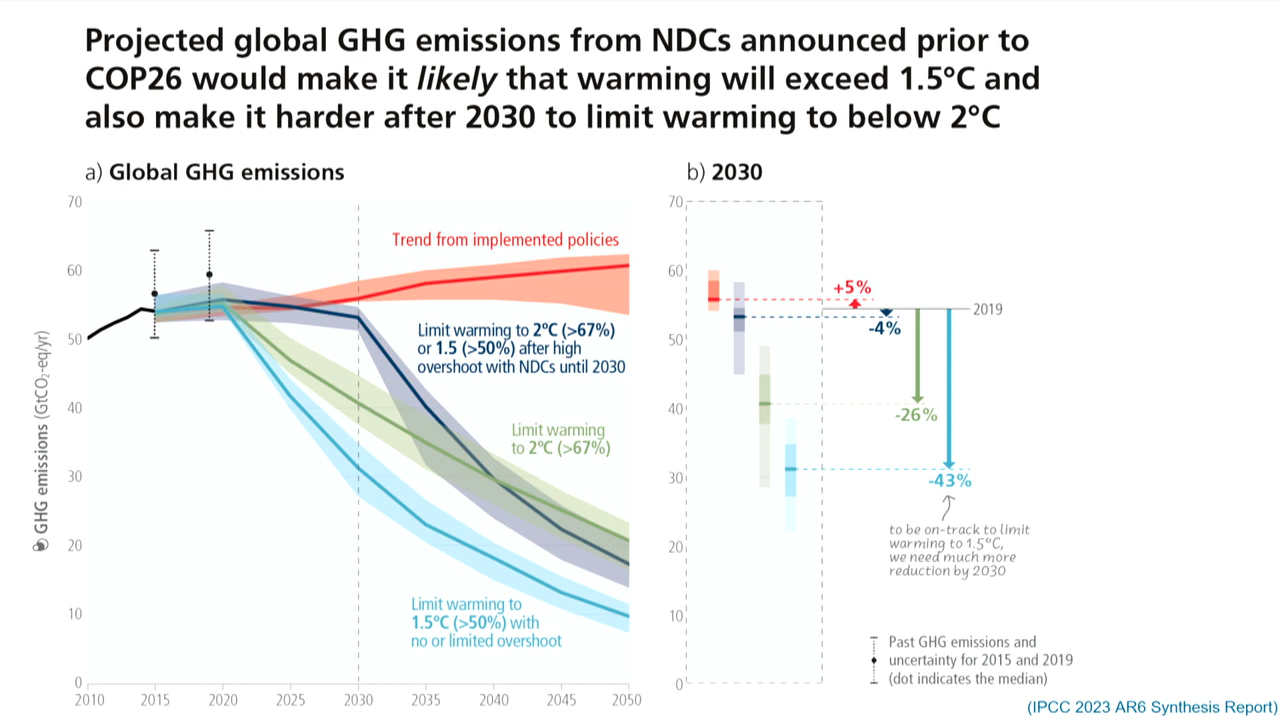 Projected global GHG emissions from NDCs announced prior to
COP26 would make it likely that warming will exceed 1.5°C and
also make it harder after 2030 to limit warming to below 2°C
a) Global GHG emissions
70
60
50
40
30
20
10
0
GHG emissions (GtCO₂-eq/yr)
2010 2015 2020 2025 2030 2035 2040 2045 2050
Trend from implemented policies
Limit warming to 2°C (>67%)
or 1.5 (>50%) after high
overshoot with NDCs until 2030
Limit warming
to 2°C (>67%)
Limit warming to
1.5°C (>50%) with
no or limited overshoot
b) 2030
70
60
50
40
30
20
10
0
+5%
2019
-4%
-26%
-43%
to be on-track to limit
warming to 1.5°C,
we need much more
reduction by 2030
Past GHG emissions and
uncertainty for 2015 and 2019
(dot indicates the median)
(IPCC 2023 AR6 Synthesis Report)